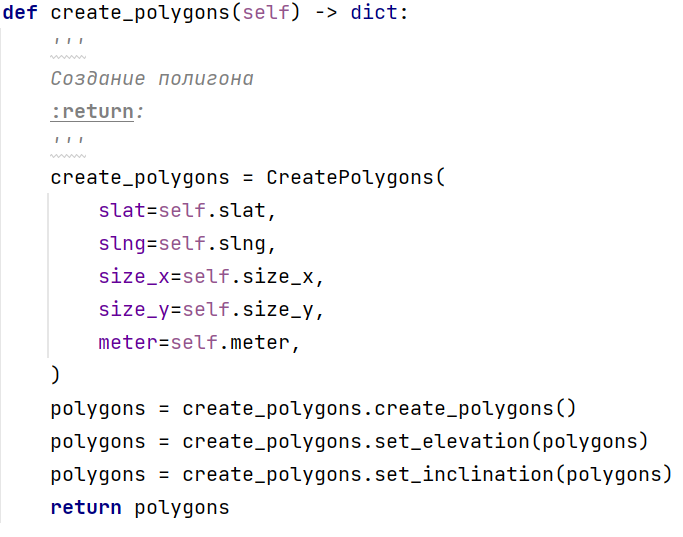 def create_polygons(self) -> dict:
    '''
    Создание полигона
    :return:
    '''
    create_polygons = CreatePolygons(
        slat=self.slat,
        slng=self.slng,
        size_x=self.size_x,
        size_y=self.size_y,
        meter=self.meter,
    )
    polygons = create_polygons.create_polygons()
    polygons = create_polygons.set_elevation(polygons)
    polygons = create_polygons.set_inclination(polygons)
    return polygons